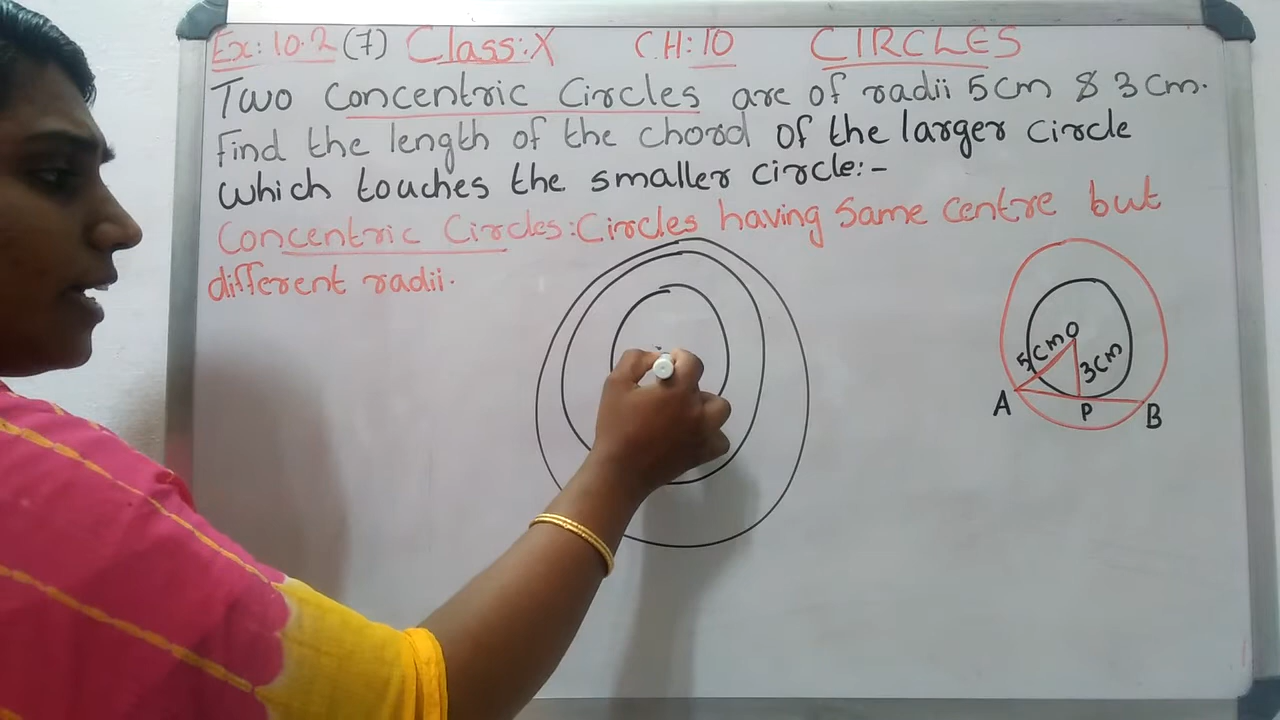 Ex: 10.2 (7) Class: X CH: 10 CIRCLES
Two Concentric Circles are of radii 5cm & 3cm.
Find the length of the chord of the larger circle
which touches the smaller circle:-
Concentric Circles: Circles having same centre but
different radii.
O
5cm
3cm
A
P
B